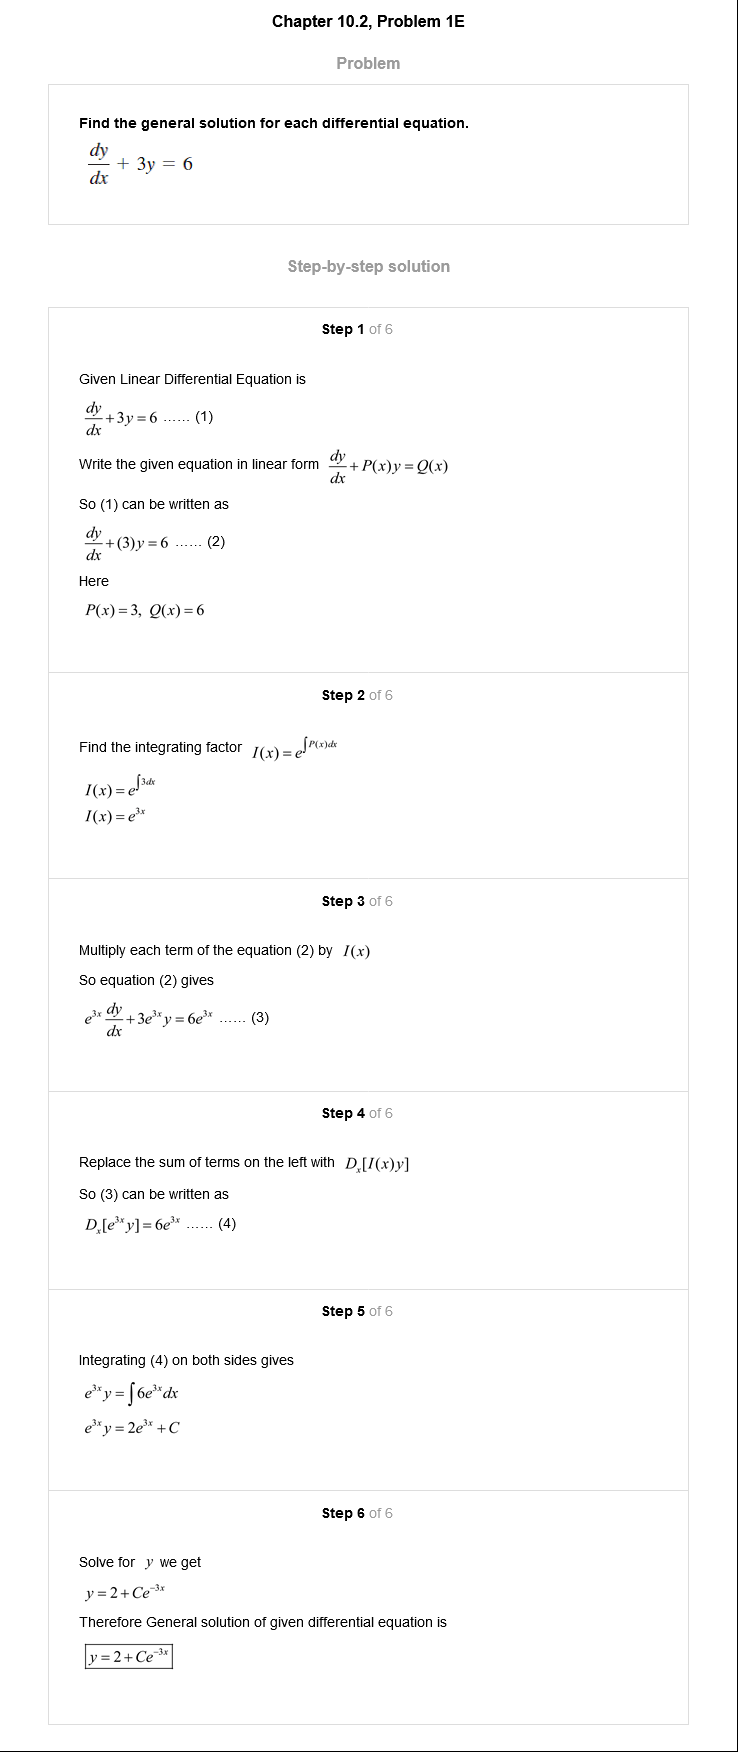 Chapter 10.2, Problem 1E
Problem
Find the general solution for each differential equation.
dy/dx + 3y = 6
Step-by-step solution
Step 1 of 6
Given Linear Differential Equation is
dy/dx + 3y = 6 ...... (1)
Write the given equation in linear form dy/dx + P(x)y = Q(x)
So (1) can be written as
dy/dx + (3)y = 6 ...... (2)
Here
P(x) = 3, Q(x) = 6
Step 2 of 6
Find the integrating factor I(x) = e^{∫P(x)dx}
I(x) = e^{∫3dx}
I(x) = e^{3x}
Step 3 of 6
Multiply each term of the equation (2) by I(x)
So equation (2) gives
e^{3x} dy/dx + 3e^{3x} y = 6e^{3x} ...... (3)
Step 4 of 6
Replace the sum of terms on the left with D_x[I(x)y]
So (3) can be written as
D_x[e^{3x} y] = 6e^{3x} ...... (4)
Step 5 of 6
Integrating (4) on both sides gives
e^{3x} y = ∫6e^{3x} dx
e^{3x} y = 2e^{3x} + C
Step 6 of 6
Solve for y we get
y = 2 + Ce^{-3x}
Therefore General solution of given differential equation is
y = 2 + Ce^{-3x}